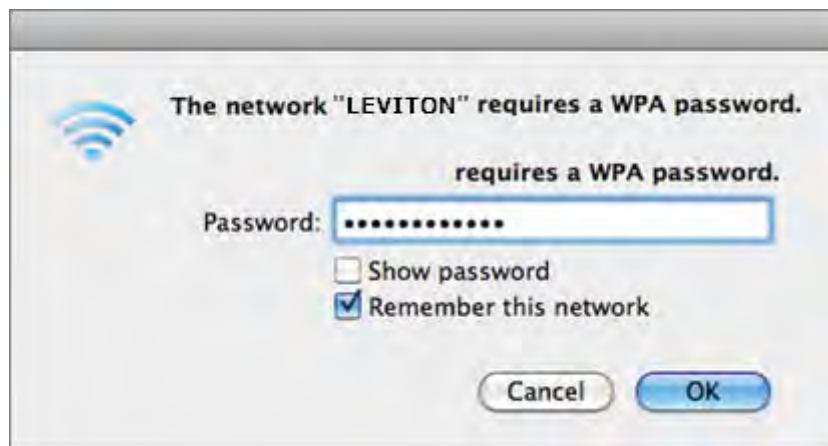 The network "LEVITON" requires a WPA password.
requires a WPA password.
Password: ••••••••••••
Show password
Remember this network
Cancel OK